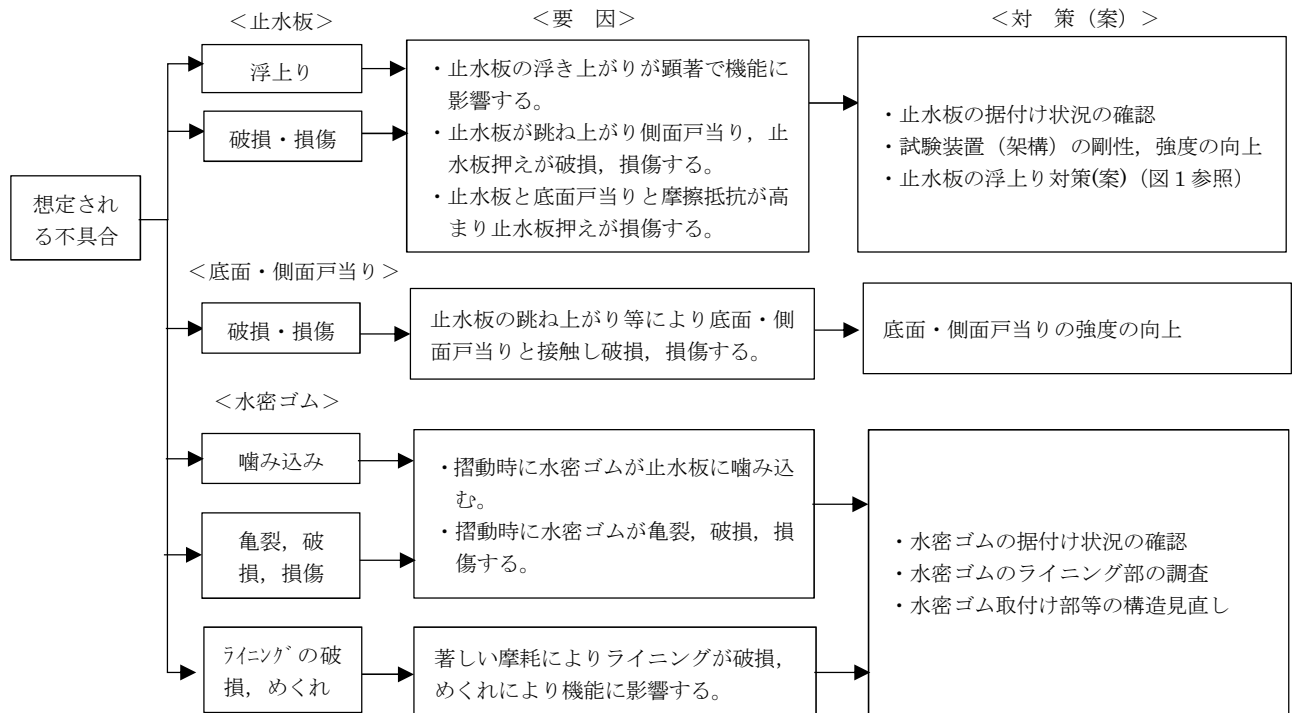 ＜止水板＞
＜要　因＞
＜対　策（案）＞
想定され
る不具合
浮上り
破損・損傷
・止水板の浮き上がりが顕著で機能に
影響する。
・止水板が跳ね上がり側面戸当り，止
水板押えが破損，損傷する。
・止水板と底面戸当りと摩擦抵抗が高
まり止水板押えが損傷する。
・止水板の据付け状況の確認
・試験装置（架構）の剛性，強度の向上
・止水板の浮上り対策(案)（図１参照）
＜底面・側面戸当り＞
破損・損傷
止水板の跳ね上がり等により底面・側
面戸当りと接触し破損，損傷する。
底面・側面戸当りの強度の向上
＜水密ゴム＞
噛み込み
亀裂，破
損，損傷
・摺動時に水密ゴムが止水板に噛み込
む。
・摺動時に水密ゴムが亀裂，破損，損
傷する。
ﾗｲﾆﾝｸﾞの破
損，めくれ
著しい摩耗によりライニングが破損，
めくれにより機能に影響する。
・水密ゴムの据付け状況の確認
・水密ゴムのライニング部の調査
・水密ゴム取付け部等の構造見直し